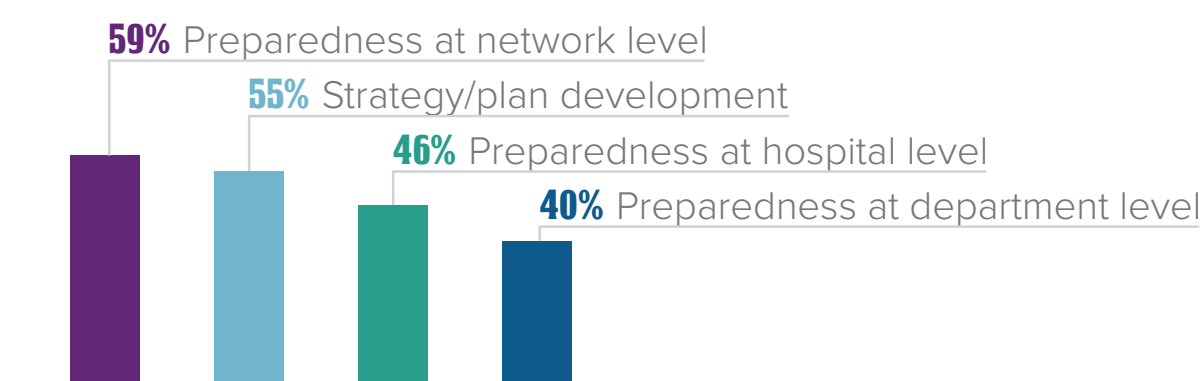 59% Preparedness at network level
55% Strategy/plan development
46% Preparedness at hospital level
40% Preparedness at department level